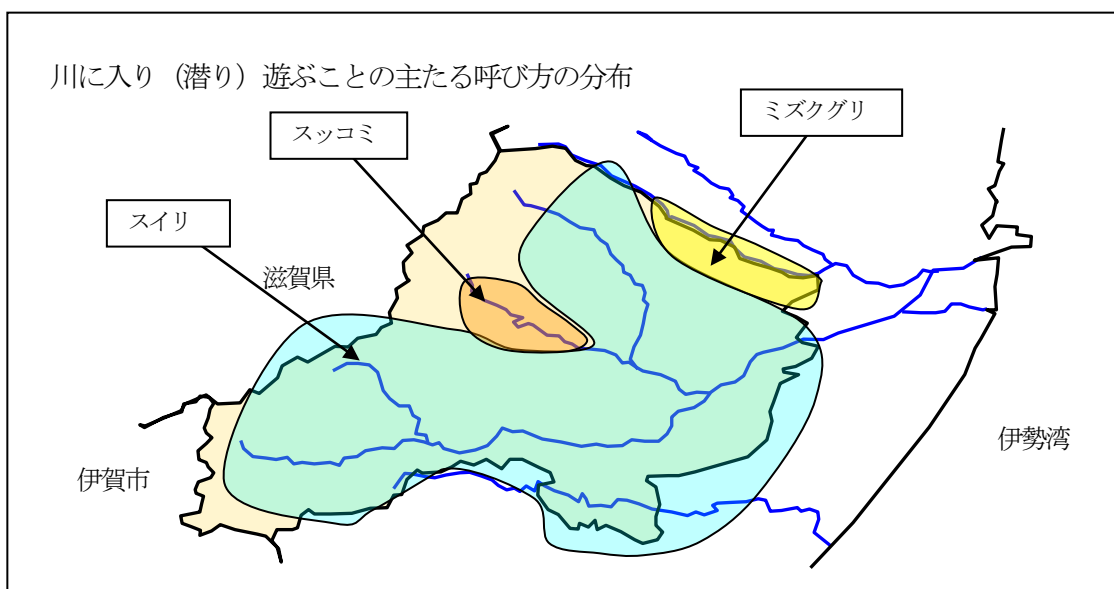 川に入り（潜り）遊ぶことの主たる呼び方の分布
ミズクグリ
スッコミ
スイリ
滋賀県
伊勢湾
伊賀市